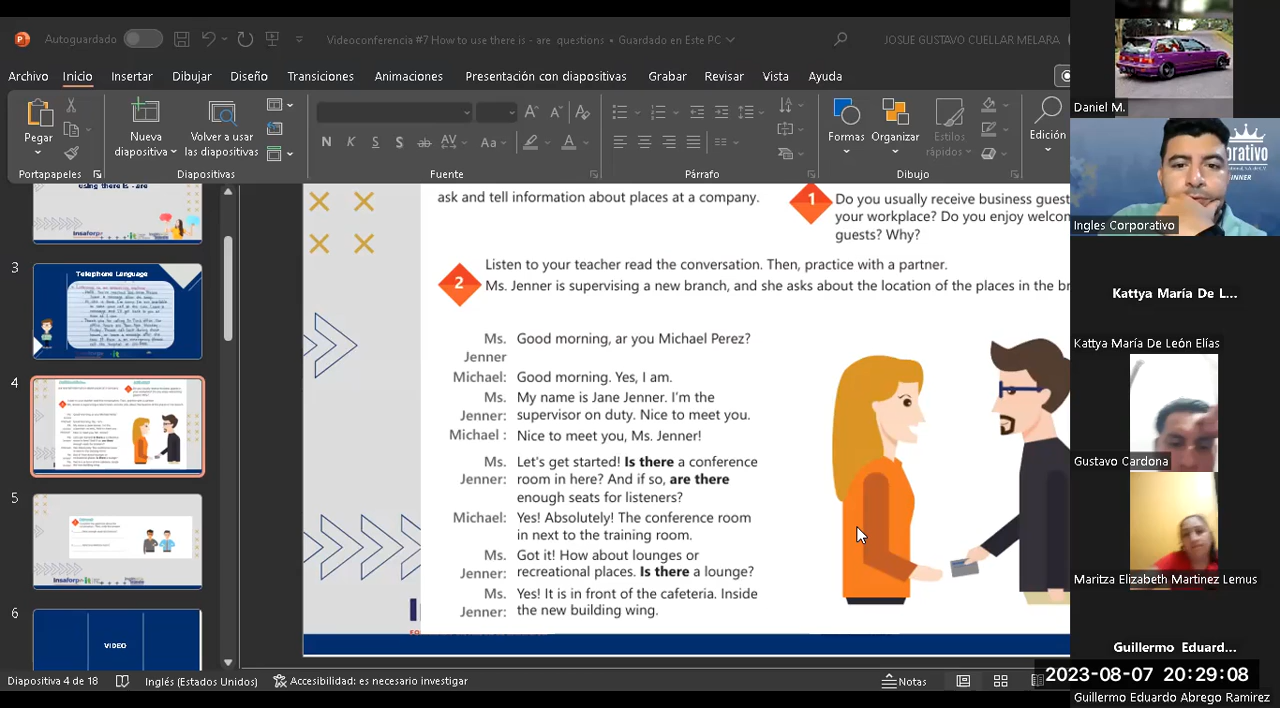 Autoguardado
Videoconferencia #7 How to use there is - are questions • Guardado en Este PC
JOSUE GUSTAVO CUELLAR MELARA
Archivo Inicio Insertar Dibujar Diseño Transiciones Animaciones Presentación con diapositivas Grabar Revisar Vista Ayuda
Pegar
Nueva
diapositiva
Volver a usar
las diapositivas
N K S S ab AV Aa A
Formas
Organizar
Estilos
rápidos
Edición
Portapapeles
Diapositivas
Fuente
Párrafo
Dibujo
using there is - are
Insaforp
3
Telephone Language
4
5
Insaforp
6
VIDEO
ask and tell information about places at a company.
1
Do you usually receive business guest
your workplace? Do you enjoy welcon
guests? Why?
2
Listen to your teacher read the conversation. Then, practice with a partner.
Ms. Jenner is supervising a new branch, and she asks about the location of the places in the br
Ms. Good morning, ar you Michael Perez?
Jenner
Michael: Good morning. Yes, I am.
Ms. My name is Jane Jenner. I'm the
Jenner: supervisor on duty. Nice to meet you.
Michael : Nice to meet you, Ms. Jenner!
Ms. Let's get started! Is there a conference
Jenner: room in here? And if so, are there
enough seats for listeners?
Michael: Yes! Absolutely! The conference room
in next to the training room.
Ms. Got it! How about lounges or
Jenner: recreational places. Is there a lounge?
Ms. Yes! It is in front of the cafeteria. Inside
Jenner: the new building wing.
Diapositiva 4 de 18
Inglés (Estados Unidos)
Accesibilidad: es necesario investigar
Notas
Daniel M.
orativo
INNER
Ingles Corporativo
Kattya María De L...
Kattya María De León Elías
Gustavo Cardona
Maritza Elizabeth Martinez Lemus
Guillermo Eduard...
2023-08-07 20:29:08
Guillermo Eduardo Abrego Ramirez